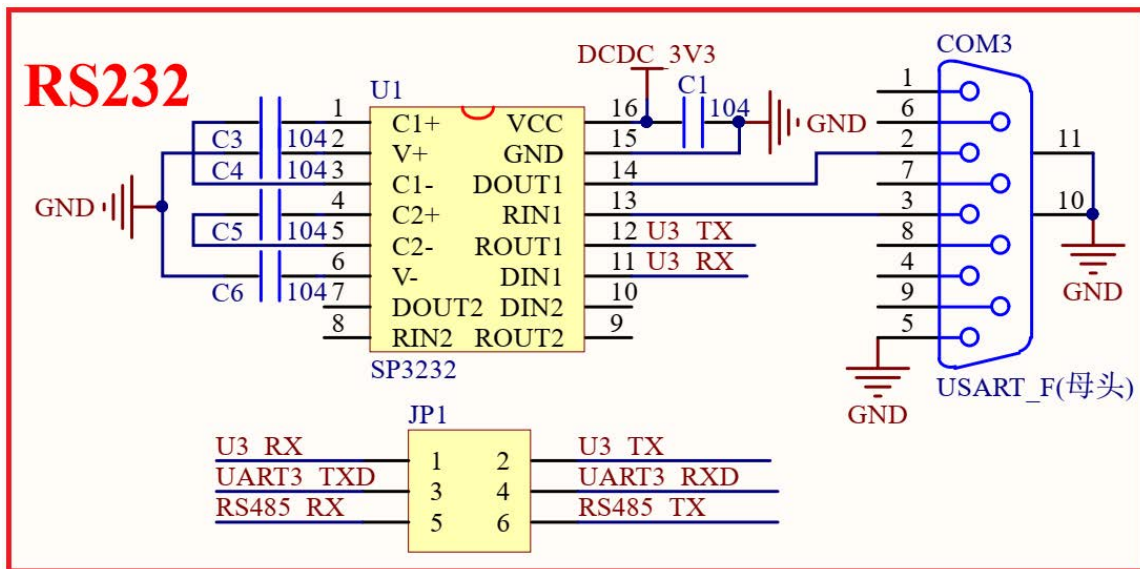 RS232
U1
DCDC_3V3
COM3
C1
104
GND
C3
104
C4
104
C5
104
C6
104
GND
1 C1+ VCC 16
2 V+ GND 15
3 C1- DOUT1 14
4 C2+ RIN1 13
5 C2- ROUT1 12 U3_TX
6 V- DIN1 11 U3_RX
7 DOUT2 DIN2 10
8 RIN2 ROUT2 9
SP3232
1
6
2
7
3
8
4
9
5
11
10
GND
GND
USART_F(母头)
JP1
U3_RX 1 2 U3_TX
UART3_TXD 3 4 UART3_RXD
RS485_RX 5 6 RS485_TX